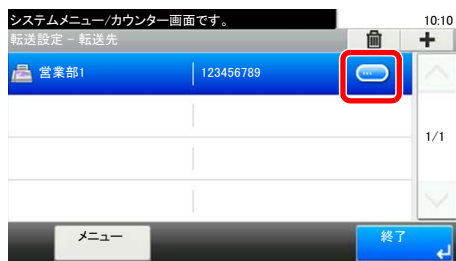 システムメニュー/カウンター画面です。 10:10
転送設定 - 転送先
営業部1 123456789
1/1
メニュー 終了